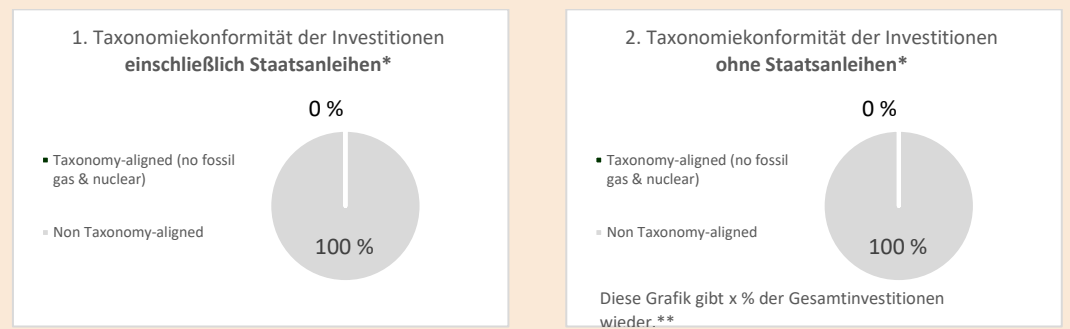 1. Taxonomiekonformität der Investitionen
einschließlich Staatsanleihen*
0 %
Taxonomy-aligned (no fossil
gas & nuclear)
Non Taxonomy-aligned
100 %
2. Taxonomiekonformität der Investitionen
ohne Staatsanleihen*
0 %
Taxonomy-aligned (no fossil
gas & nuclear)
Non Taxonomy-aligned
100 %
Diese Grafik gibt x % der Gesamtinvestitionen
wieder.**